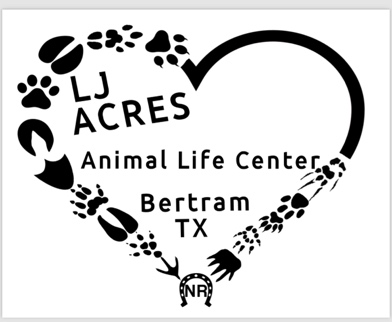 LJ
ACRES
Animal Life Center
Bertram
TX
NR